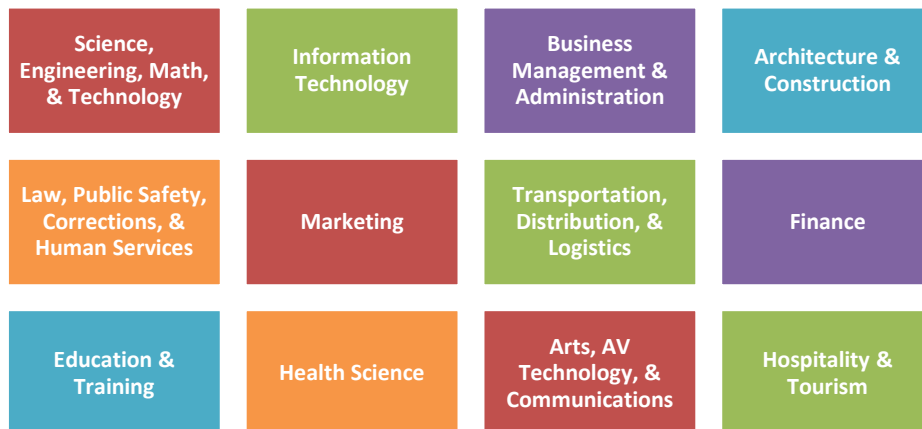 Science,
Engineering, Math,
& Technology
Information
Technology
Business
Management &
Administration
Architecture &
Construction
Law, Public Safety,
Corrections, &
Human Services
Marketing
Transportation,
Distribution, &
Logistics
Finance
Education &
Training
Health Science
Arts, AV
Technology, &
Communications
Hospitality &
Tourism